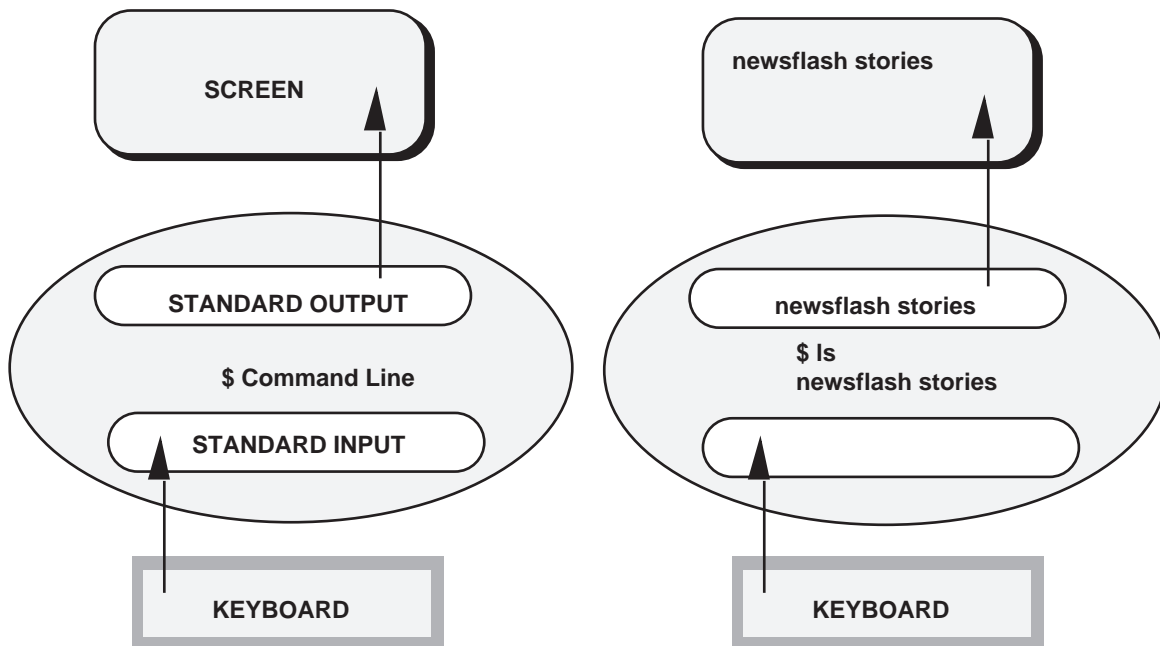 SCREEN
STANDARD OUTPUT
$ Command Line
STANDARD INPUT
KEYBOARD
newsflash stories
newsflash stories
$ ls
newsflash stories
KEYBOARD